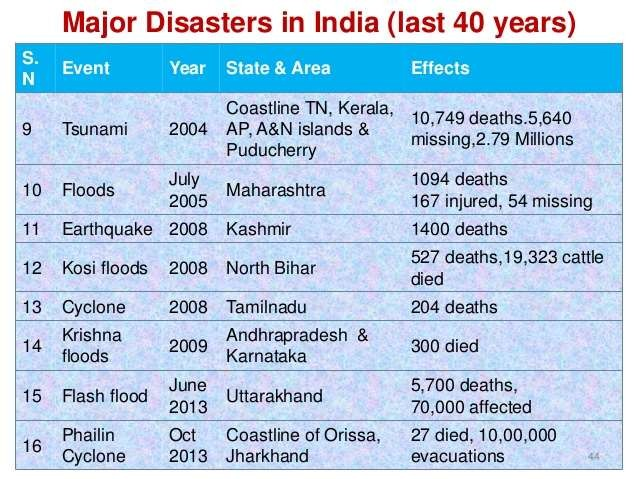 Major Disasters in India (last 40 years)
S. N Event Year State & Area Effects
9 Tsunami 2004 Coastline TN, Kerala, AP, A&N islands & Puducherry 10,749 deaths.5,640 missing,2.79 Millions
10 Floods July 2005 Maharashtra 1094 deaths 167 injured, 54 missing
11 Earthquake 2008 Kashmir 1400 deaths
12 Kosi floods 2008 North Bihar 527 deaths,19,323 cattle died
13 Cyclone 2008 Tamilnadu 204 deaths
14 Krishna floods 2009 Andhrapradesh & Karnataka 300 died
15 Flash flood June 2013 Uttarakhand 5,700 deaths, 70,000 affected
16 Phailin Cyclone Oct 2013 Coastline of Orissa, Jharkhand 27 died, 10,00,000 evacuations
44